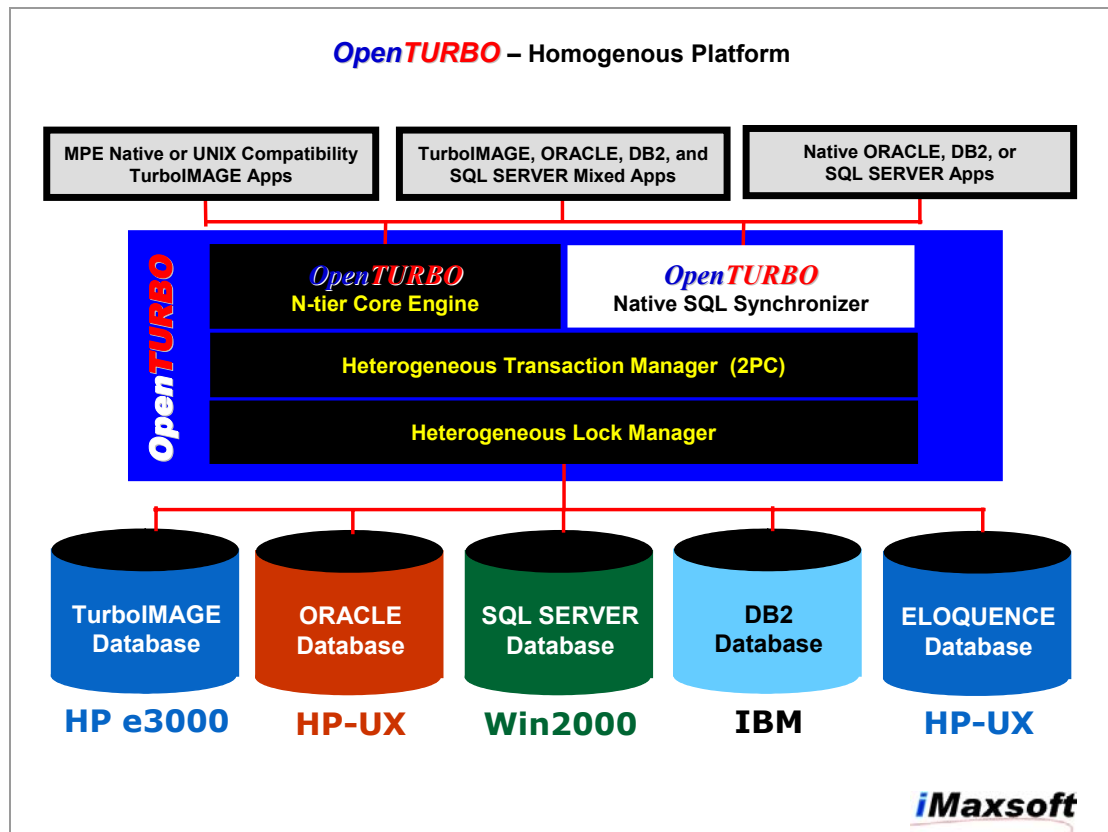 OpenTURBO – Homogenous Platform
MPE Native or UNIX Compatibility
TurboIMAGE Apps
TurboIMAGE, ORACLE, DB2, and
SQL SERVER Mixed Apps
Native ORACLE, DB2, or
SQL SERVER Apps
OpenTURBO
OpenTURBO
N-tier Core Engine
OpenTURBO
Native SQL Synchronizer
Heterogeneous Transaction Manager (2PC)
Heterogeneous Lock Manager
TurboIMAGE
Database
ORACLE
Database
SQL SERVER
Database
DB2
Database
ELOQUENCE
Database
HP e3000
HP-UX
Win2000
IBM
HP-UX
iMaxsoft